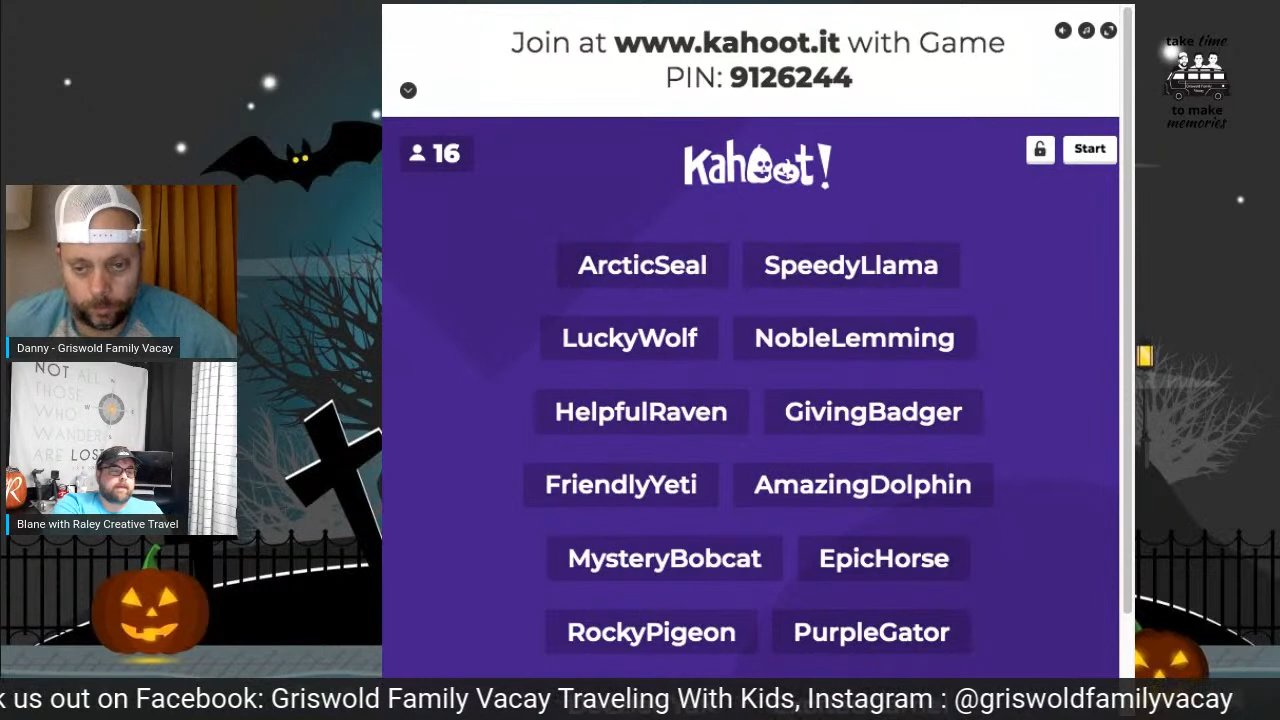 Join at www.kahoot.it with Game
PIN: 9126244
take time
Griswold Family
Vacay
to make
memories
16
Kahoot!
Start
ArcticSeal
SpeedyLlama
LuckyWolf
NobleLemming
HelpfulRaven
GivingBadger
FriendlyYeti
AmazingDolphin
MysteryBobcat
EpicHorse
RockyPigeon
PurpleGator
Danny - Griswold Family Vacay
NOT ALL
THOSE
WHO
WANDER
ARE LOST
W
R
Blane with Raley Creative Travel
k us out on Facebook: Griswold Family Vacay Traveling With Kids, Instagram : @griswoldfamilyvacay